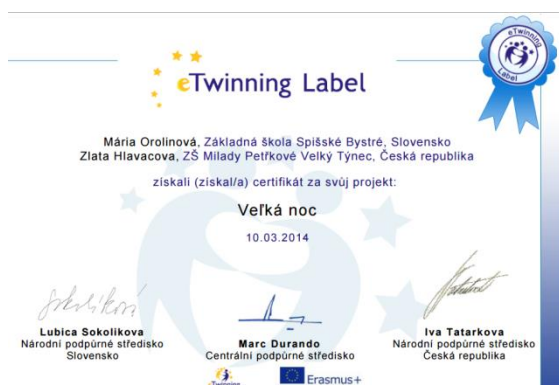 eTwinning Label
eTwinning
Label
Mária Orolinová, Základná škola Spišské Bystré, Slovensko
Zlata Hlavacova, ZŠ Milady Petřkové Velký Týnec, Česká republika
získali (získal/a) certifikát za svůj projekt:
Veľká noc
10.03.2014
Lubica Sokolikova
Národní podpůrné středisko
Slovensko
Marc Durando
Centrální podpůrné středisko
Iva Tatarkova
Národní podpůrné středisko
Česká republika
eTwinning
Erasmus+